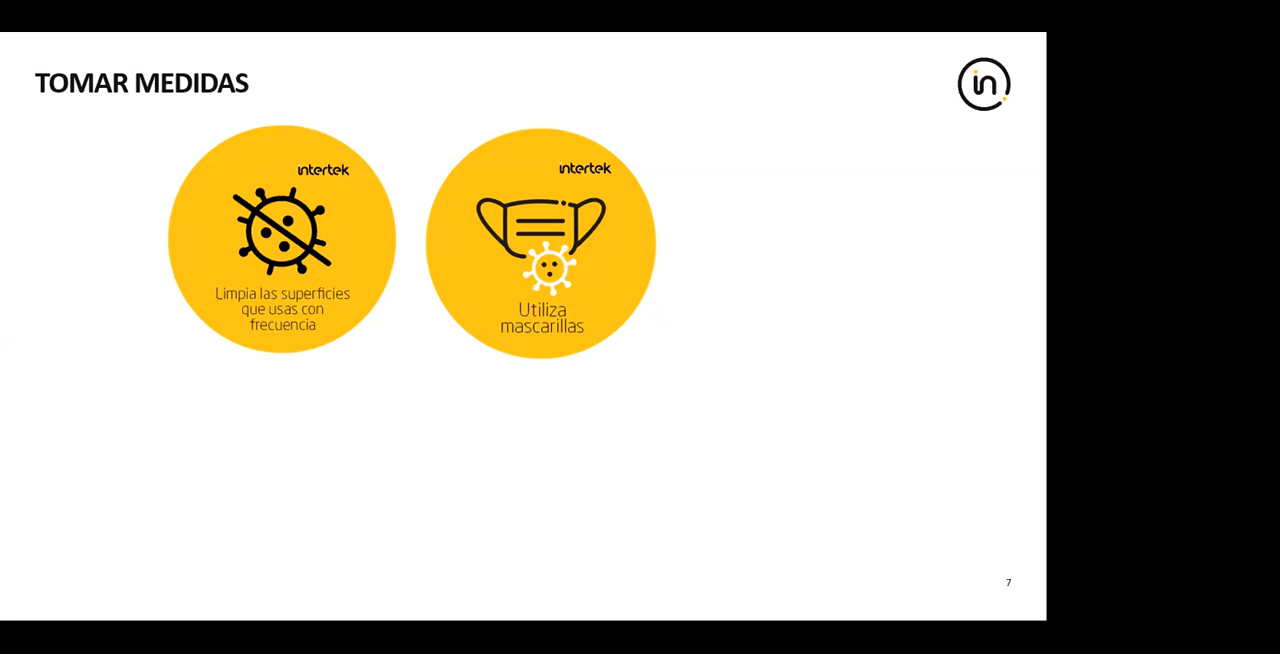 TOMAR MEDIDAS
in
intertek
Limpia las superficies
que usas con
frecuencia
intertek
Utiliza
mascarillas
7